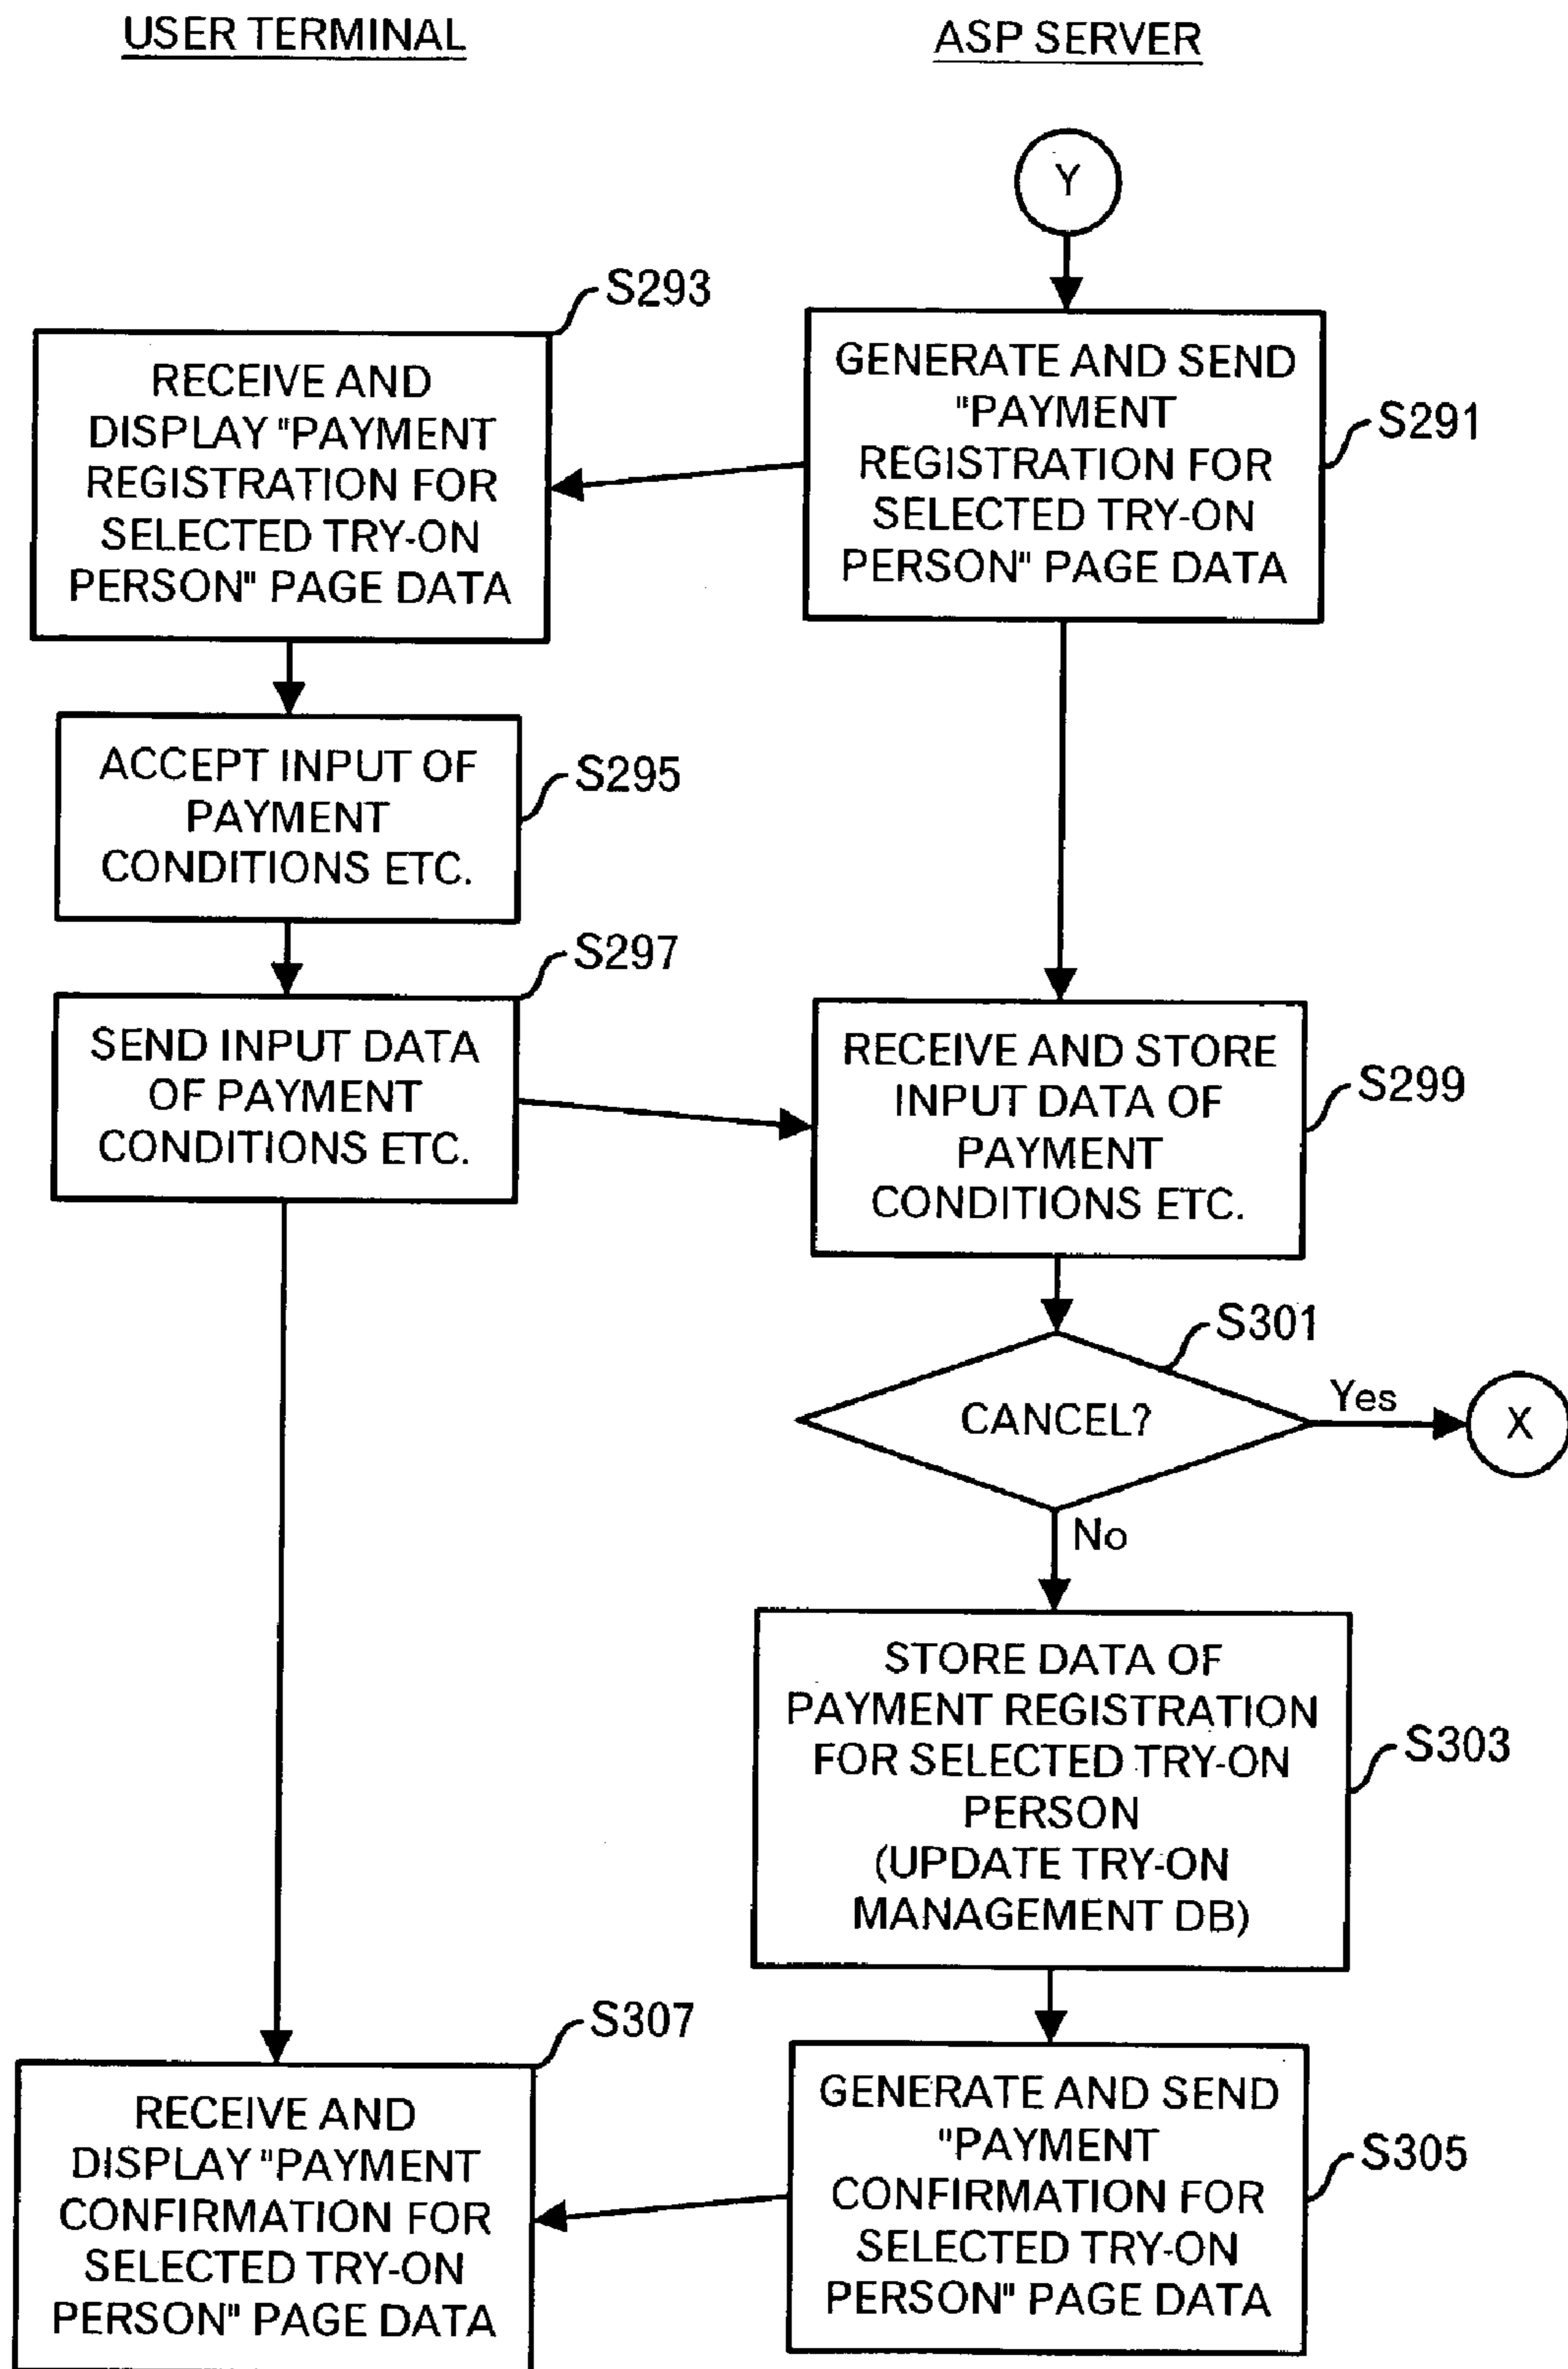 USER TERMINAL
ASP SERVER
Y
S293
RECEIVE AND
DISPLAY "PAYMENT
REGISTRATION FOR
SELECTED TRY-ON
PERSON" PAGE DATA
GENERATE AND SEND
"PAYMENT
REGISTRATION FOR
SELECTED TRY-ON
PERSON" PAGE DATA
S291
ACCEPT INPUT OF
PAYMENT
CONDITIONS ETC.
S295
S297
SEND INPUT DATA
OF PAYMENT
CONDITIONS ETC.
RECEIVE AND STORE
INPUT DATA OF
PAYMENT
CONDITIONS ETC.
S299
S301
CANCEL?
Yes
X
No
STORE DATA OF
PAYMENT REGISTRATION
FOR SELECTED TRY-ON
PERSON
(UPDATE TRY-ON
MANAGEMENT DB)
S303
S307
RECEIVE AND
DISPLAY "PAYMENT
CONFIRMATION FOR
SELECTED TRY-ON
PERSON" PAGE DATA
GENERATE AND SEND
"PAYMENT
CONFIRMATION FOR
SELECTED TRY-ON
PERSON" PAGE DATA
S305